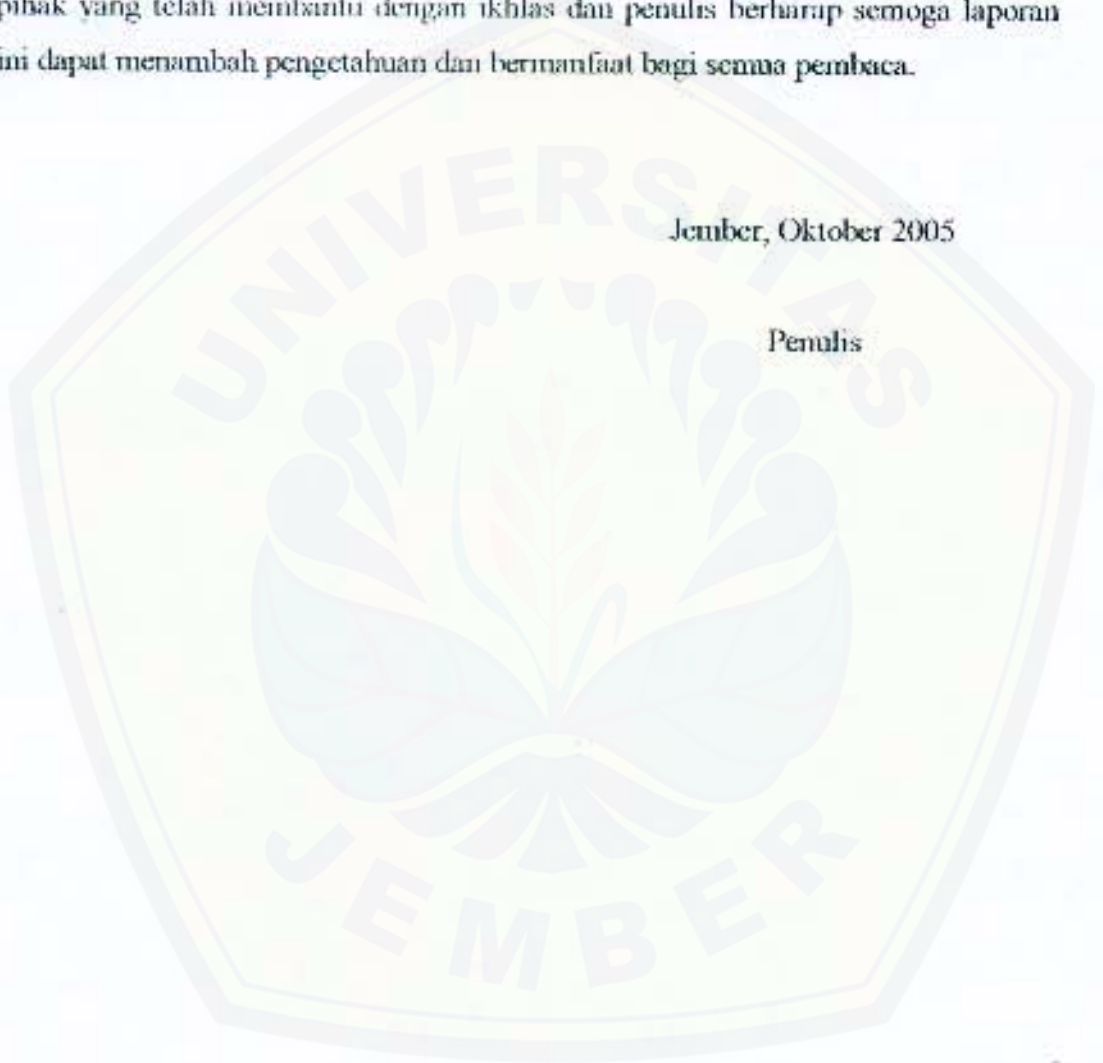 pihak yang telah membantu dengan ikhlas dan penulis berharap semoga laporan
ini dapat menambah pengetahuan dan bermanfaat bagi semua pembaca.
Jember, Oktober 2005
Penulis
UNIVERSITAS
JEMBER